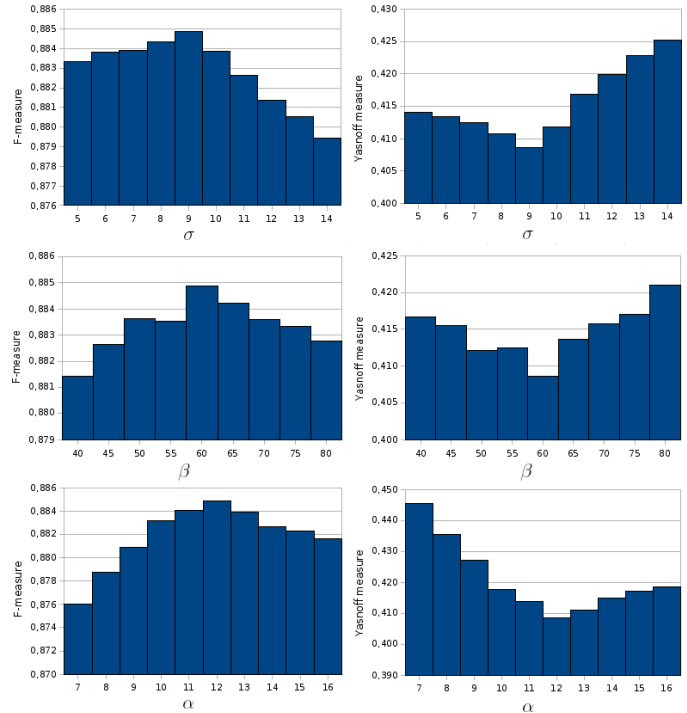 0,886
0,885
0,884
0,883
0,882
0,881
0,880
0,879
0,878
0,877
0,876
F-measure
5 6 7 8 9 10 11 12 13 14
σ
0,430
0,425
0,420
0,415
0,410
0,405
0,400
Yasnoff measure
5 6 7 8 9 10 11 12 13 14
σ
0,886
0,885
0,884
0,883
0,882
0,881
0,880
0,879
F-measure
40 45 50 55 60 65 70 75 80
β
0,425
0,420
0,415
0,410
0,405
0,400
Yasnoff measure
40 45 50 55 60 65 70 75 80
β
0,886
0,884
0,882
0,880
0,878
0,876
0,874
0,872
0,870
F-measure
7 8 9 10 11 12 13 14 15 16
α
0,450
0,440
0,430
0,420
0,410
0,400
0,390
Yasnoff measure
7 8 9 10 11 12 13 14 15 16
α